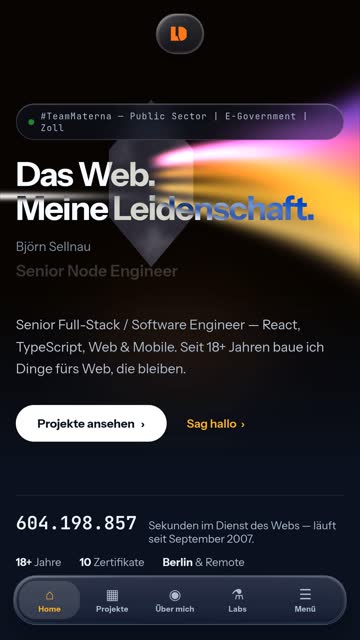 #TeamMaterna — Public Sector | E-Government |
Zoll
Das Web.
Meine Leidenschaft.
Björn Sellnau
Senior Node Engineer
Senior Full-Stack / Software Engineer — React,
TypeScript, Web & Mobile. Seit 18+ Jahren baue ich
Dinge fürs Web, die bleiben.
Projekte ansehen ›
Sag hallo ›
604.198.857
Sekunden im Dienst des Webs — läuft
seit September 2007.
18+ Jahre
10 Zertifikate
Berlin & Remote
Home
Projekte
Über mich
Labs
Menü